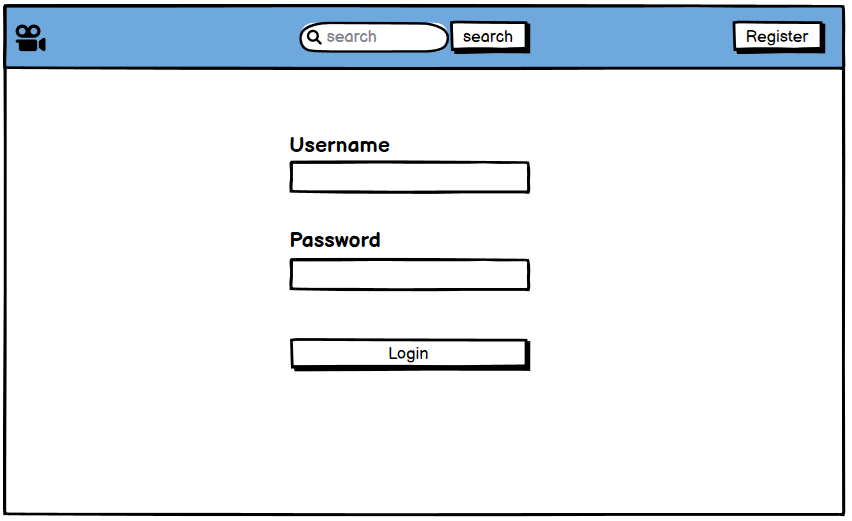 search search Register
Username
Password
Login